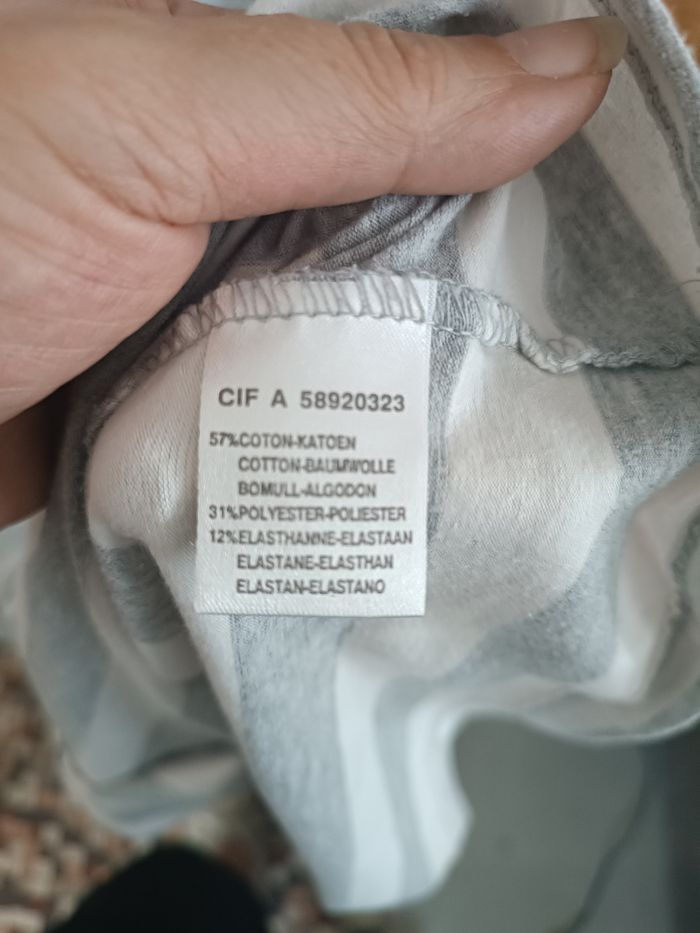 CIF A 58920323
57%COTON-KATOEN
COTTON-BAUMWOLLE
BOMULL-ALGODON
31%POLYESTER-POLIESTER
12%ELASTHANNE-ELASTAAN
ELASTANE-ELASTHAN
ELASTAN-ELASTANO